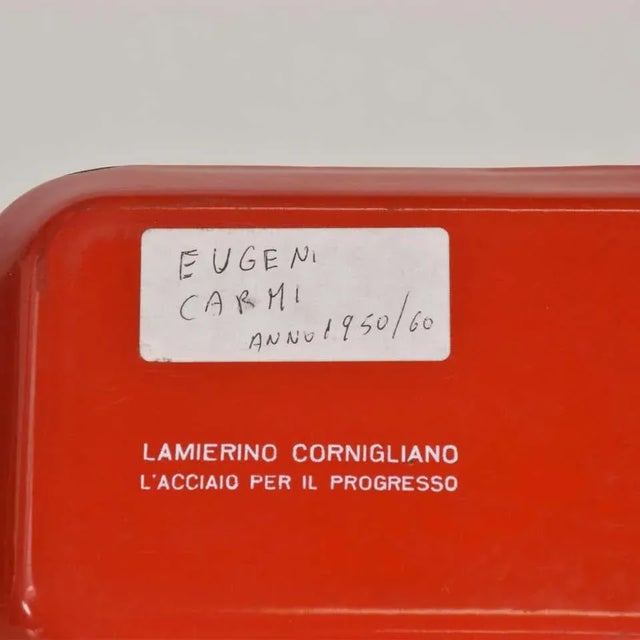 EUGENI
CARMI
ANNO 1950/60
LAMIERINO CORNIGLIANO
L'ACCIAIO PER IL PROGRESSO